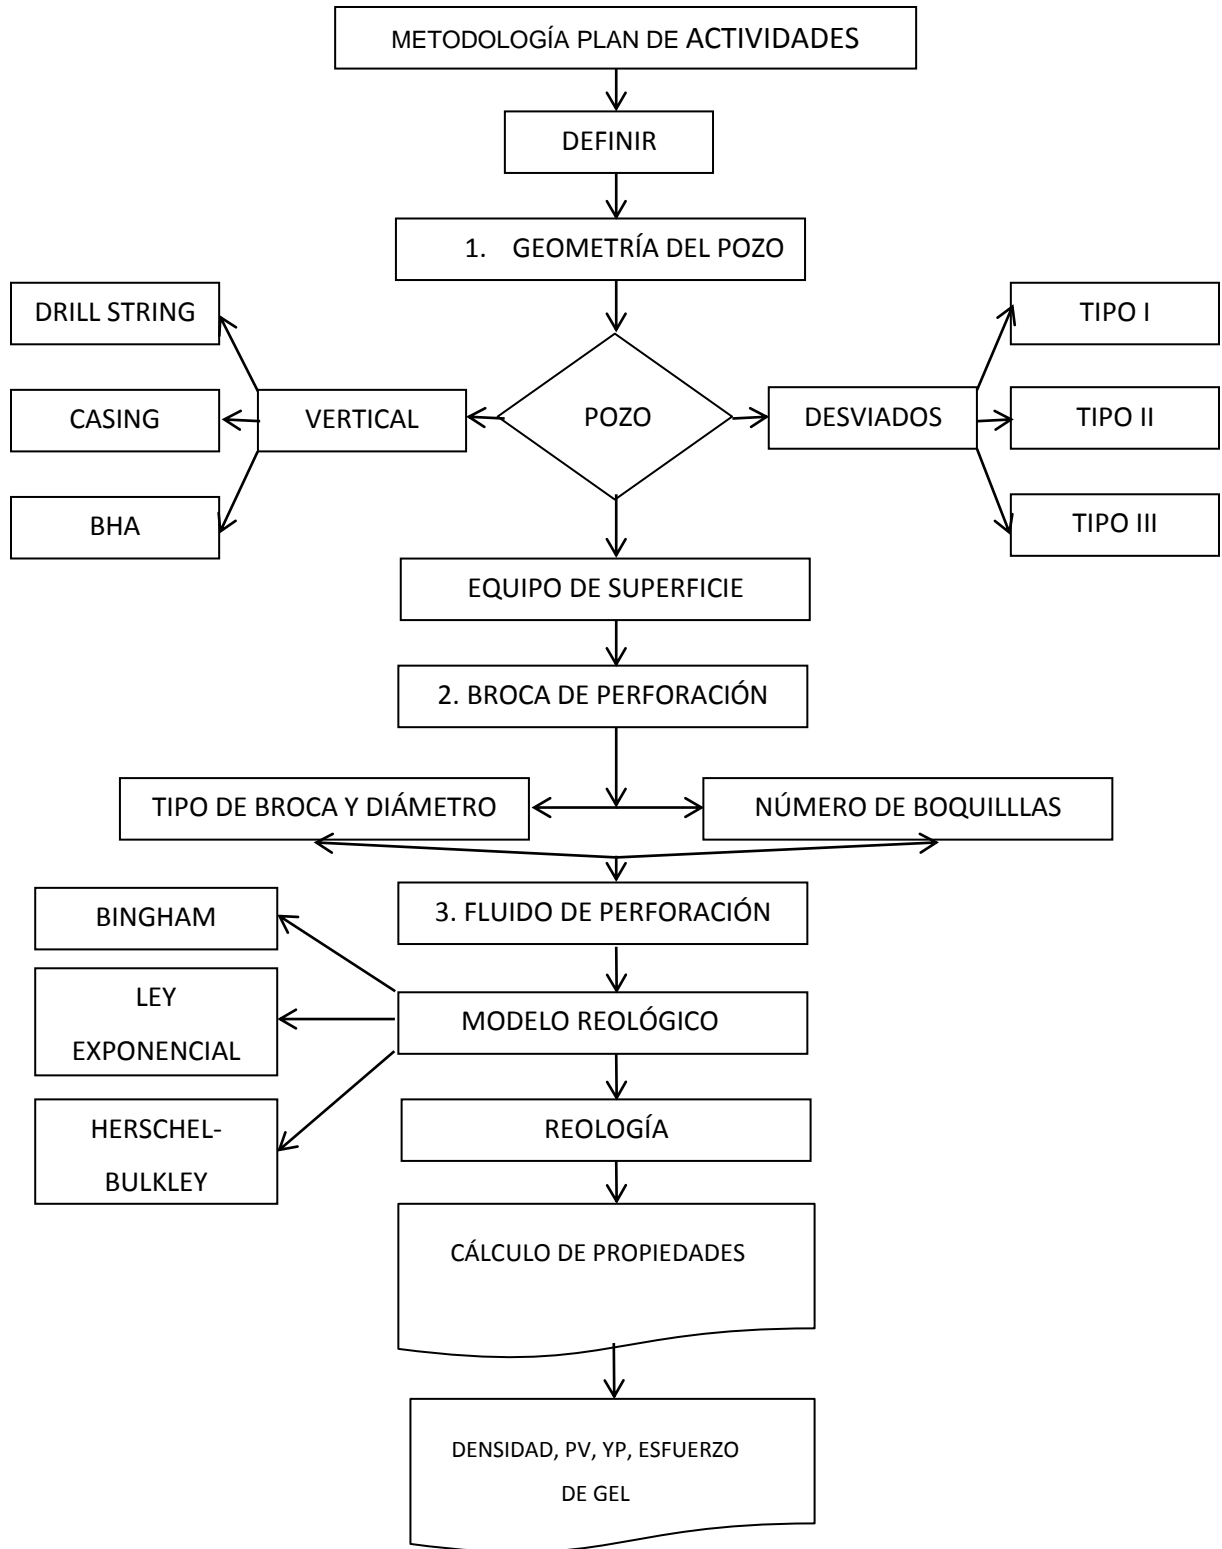 METODOLOGÍA PLAN DE ACTIVIDADES
DEFINIR
1. GEOMETRÍA DEL POZO
DRILL STRING
TIPO I
CASING
VERTICAL
POZO
DESVIADOS
TIPO II
BHA
TIPO III
EQUIPO DE SUPERFICIE
2. BROCA DE PERFORACIÓN
TIPO DE BROCA Y DIÁMETRO
NÚMERO DE BOQUILLLAS
3. FLUIDO DE PERFORACIÓN
BINGHAM
LEY
EXPONENCIAL
MODELO REOLÓGICO
HERSCHEL-
BULKLEY
REOLOGÍA
CÁLCULO DE PROPIEDADES
DENSIDAD, PV, YP, ESFUERZO
DE GEL